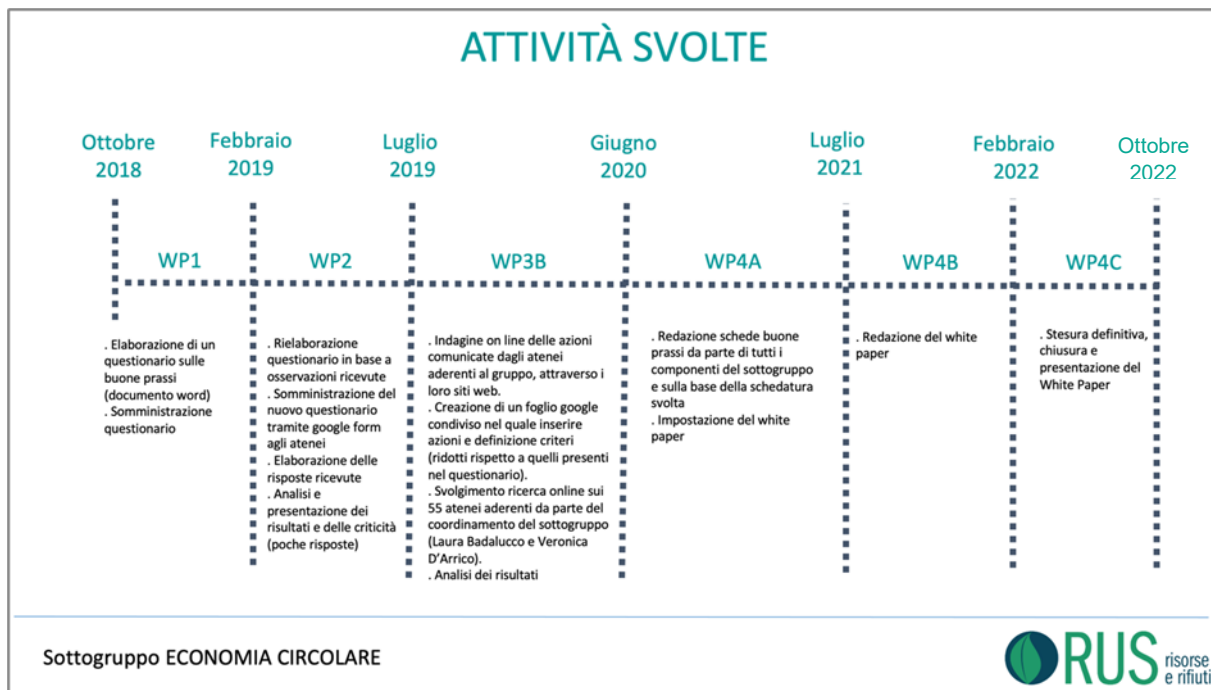 ATTIVITÀ SVOLTE
Ottobre
2018
Febbraio
2019
Luglio
2019
Giugno
2020
Luglio
2021
Febbraio
2022
Ottobre
2022
WP1
WP2
WP3B
WP4A
WP4B
WP4C
. Elaborazione di un
questionario sulle
buone prassi
(documento word)
. Somministrazione
questionario
. Rielaborazione
questionario in base a
osservazioni ricevute
. Somministrazione del
nuovo questionario
tramite google form
agli atenei
. Elaborazione delle
risposte ricevute
. Analisi e
presentazione dei
risultati e delle criticità
(poche risposte)
. Indagine on line delle azioni
comunicate dagli atenei
aderenti al gruppo, attraverso i
loro siti web.
. Creazione di un foglio google
condiviso nel quale inserire
azioni e definizione criteri
(ridotti rispetto a quelli presenti
nel questionario).
. Svolgimento ricerca online sui
55 atenei aderenti da parte del
coordinamento del sottogruppo
(Laura Badalucco e Veronica
D'Arrico).
. Analisi dei risultati
. Redazione schede buone
prassi da parte di tutti i
componenti del sottogruppo
e sulla base della schedatura
svolta
. Impostazione del white
paper
. Redazione del white
paper
. Stesura definitiva,
chiusura e
presentazione del
White Paper
Sottogruppo ECONOMIA CIRCOLARE
RUS
risorse
e rifiuti